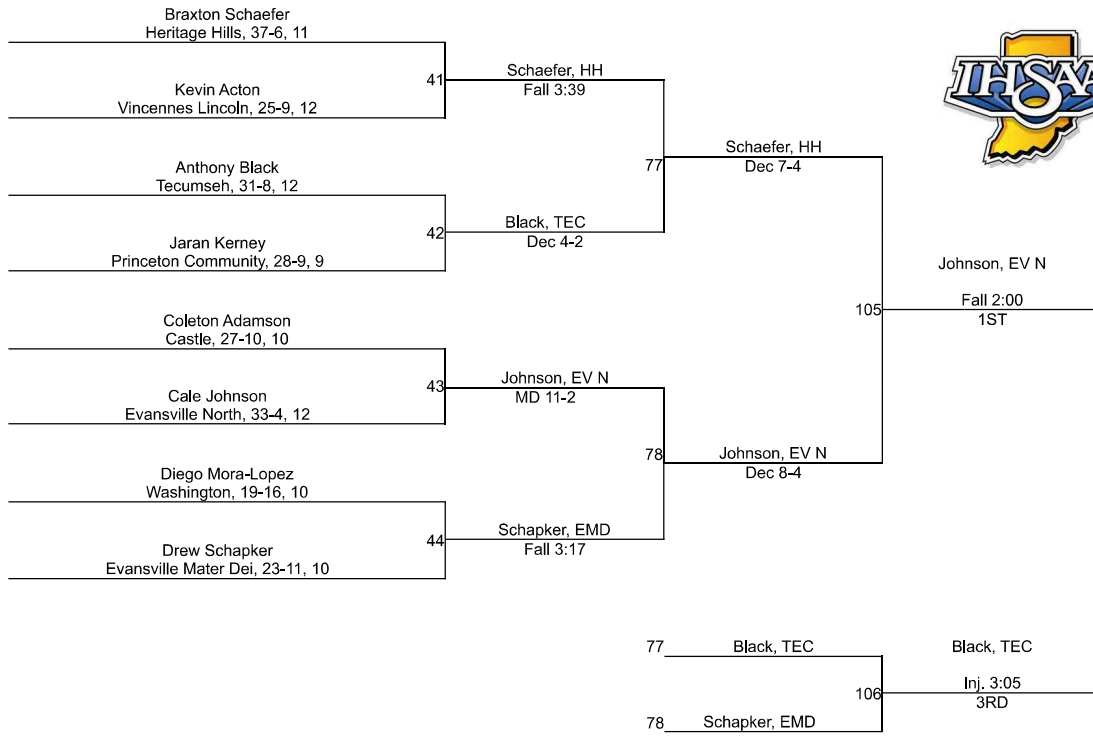 Braxton Schaefer
Heritage Hills, 37-6, 11
41
Schaefer, HH
Fall 3:39
Kevin Acton
Vincennes Lincoln, 25-9, 12
77
Schaefer, HH
Dec 7-4
Anthony Black
Tecumseh, 31-8, 12
42
Black, TEC
Dec 4-2
Jaran Kerney
Princeton Community, 28-9, 9
105
Johnson, EV N
Fall 2:00
1ST
Coleton Adamson
Castle, 27-10, 10
43
Johnson, EV N
MD 11-2
Cale Johnson
Evansville North, 33-4, 12
78
Johnson, EV N
Dec 8-4
Diego Mora-Lopez
Washington, 19-16, 10
44
Schapker, EMD
Fall 3:17
Drew Schapker
Evansville Mater Dei, 23-11, 10
77
Black, TEC
106
Black, TEC
Inj. 3:05
3RD
78
Schapker, EMD
IHSAA